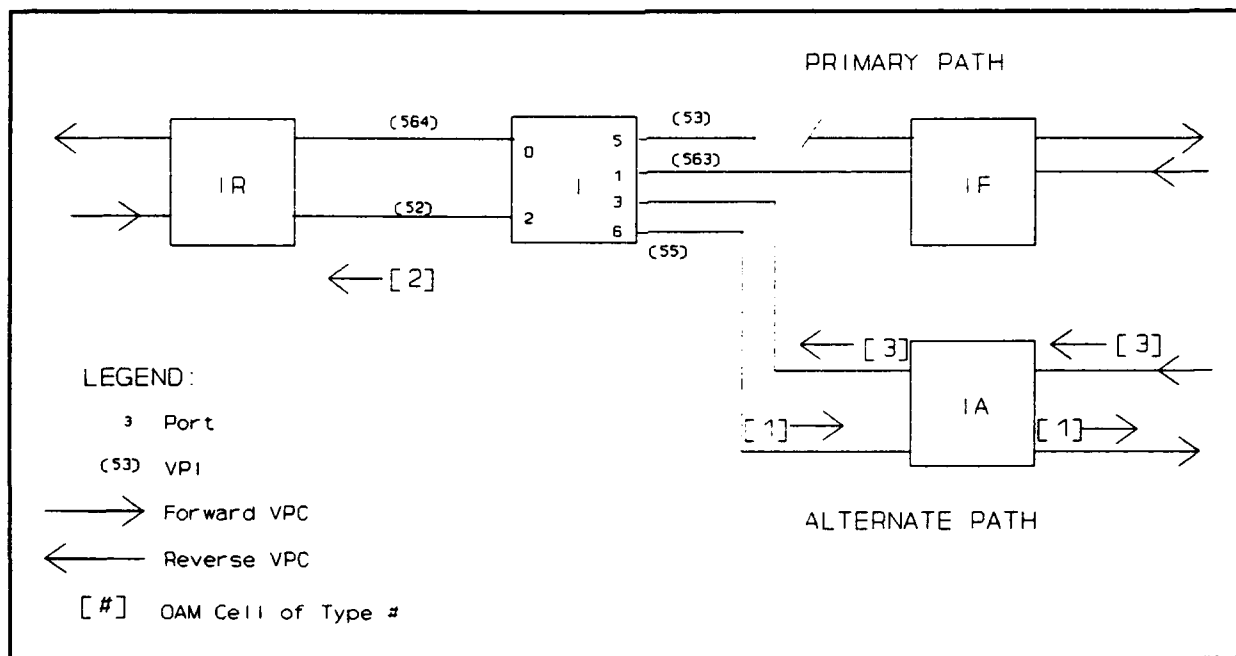 PRIMARY PATH
(564)
(53)
0
5
(563)
1
IR
I
IF
3
(52)
2
6
(55)
[2]
[3]
[3]
LEGEND:
IA
3 Port
[1]
[1]
(53) VPI
Forward VPC
ALTERNATE PATH
Reverse VPC
[#] OAM Cell of Type #